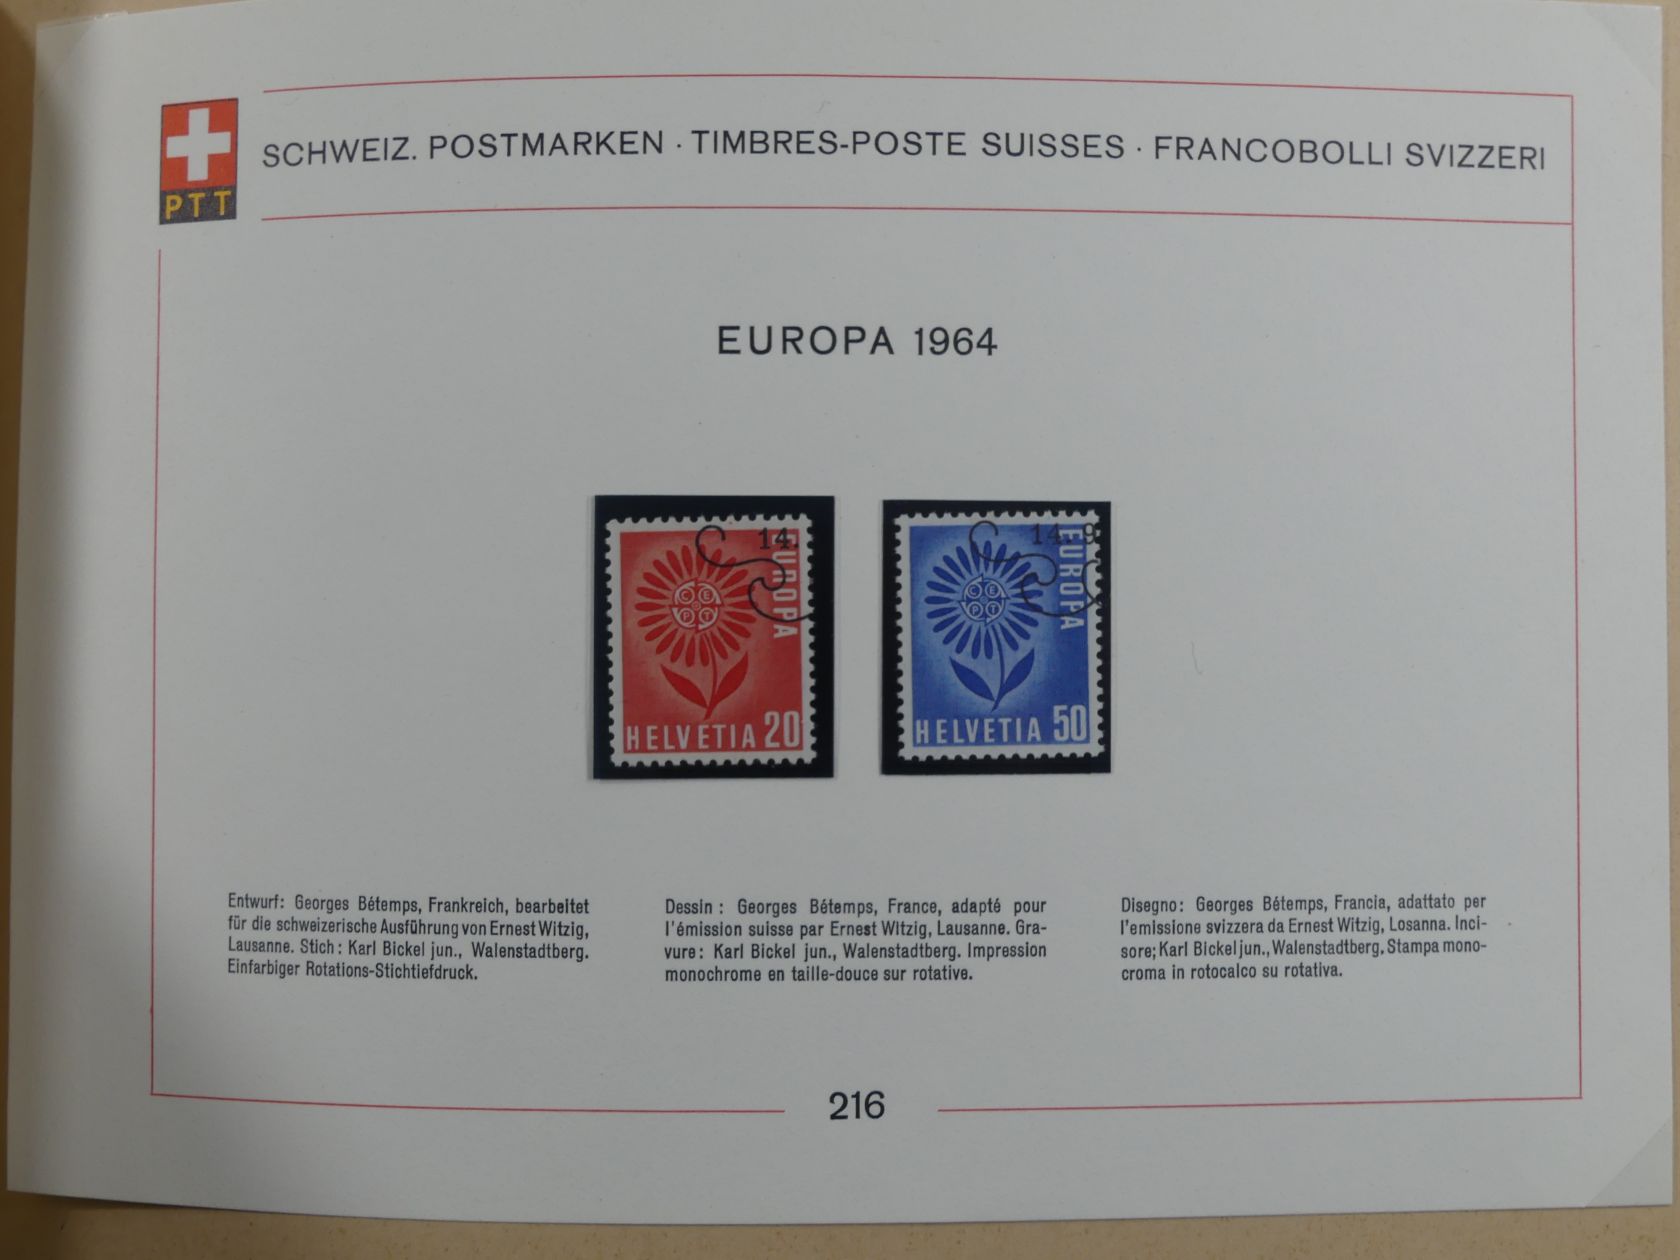 PTT
SCHWEIZ. POSTMARKEN · TIMBRES-POSTE SUISSES · FRANCOBOLLI SVIZZERI
EUROPA 1964
14.
EUROPA
C E
P T
HELVETIA 20
14. 9
EUROPA
C E
P T
HELVETIA 50
Entwurf: Georges Bétemps, Frankreich, bearbeitet
für die schweizerische Ausführung von Ernest Witzig,
Lausanne. Stich: Karl Bickel jun., Walenstadtberg.
Einfarbiger Rotations-Stichtiefdruck.
Dessin : Georges Bétemps, France, adapté pour
l'émission suisse par Ernest Witzig, Lausanne. Gra-
vure: Karl Bickel jun., Walenstadtberg. Impression
monochrome en taille-douce sur rotative.
Disegno: Georges Bétemps, Francia, adattato per
l'emissione svizzera da Ernest Witzig, Losanna. Inci-
sore; Karl Bickel jun., Walenstadtberg. Stampa mono-
croma in rotocalco su rotativa.
216